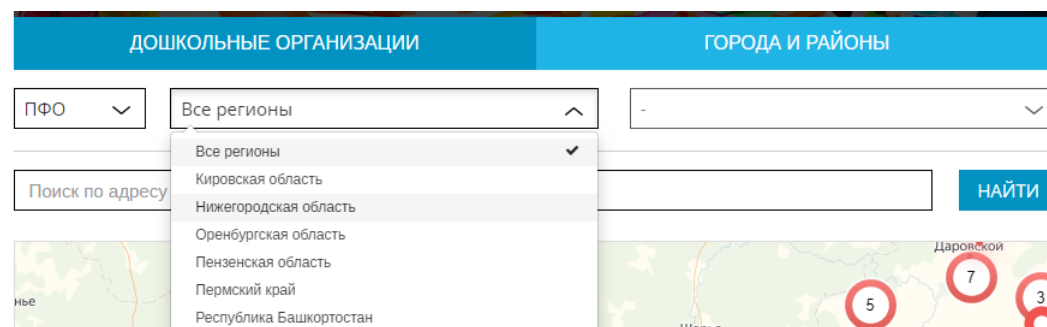 ДОШКОЛЬНЫЕ ОРГАНИЗАЦИИ
ГОРОДА И РАЙОНЫ
ПФО
Все регионы
-
Все регионы
Кировская область
Нижегородская область
Оренбургская область
Пензенская область
Пермский край
Республика Башкортостан
Поиск по адресу
НАЙТИ
Даровской
7
3
5
нье